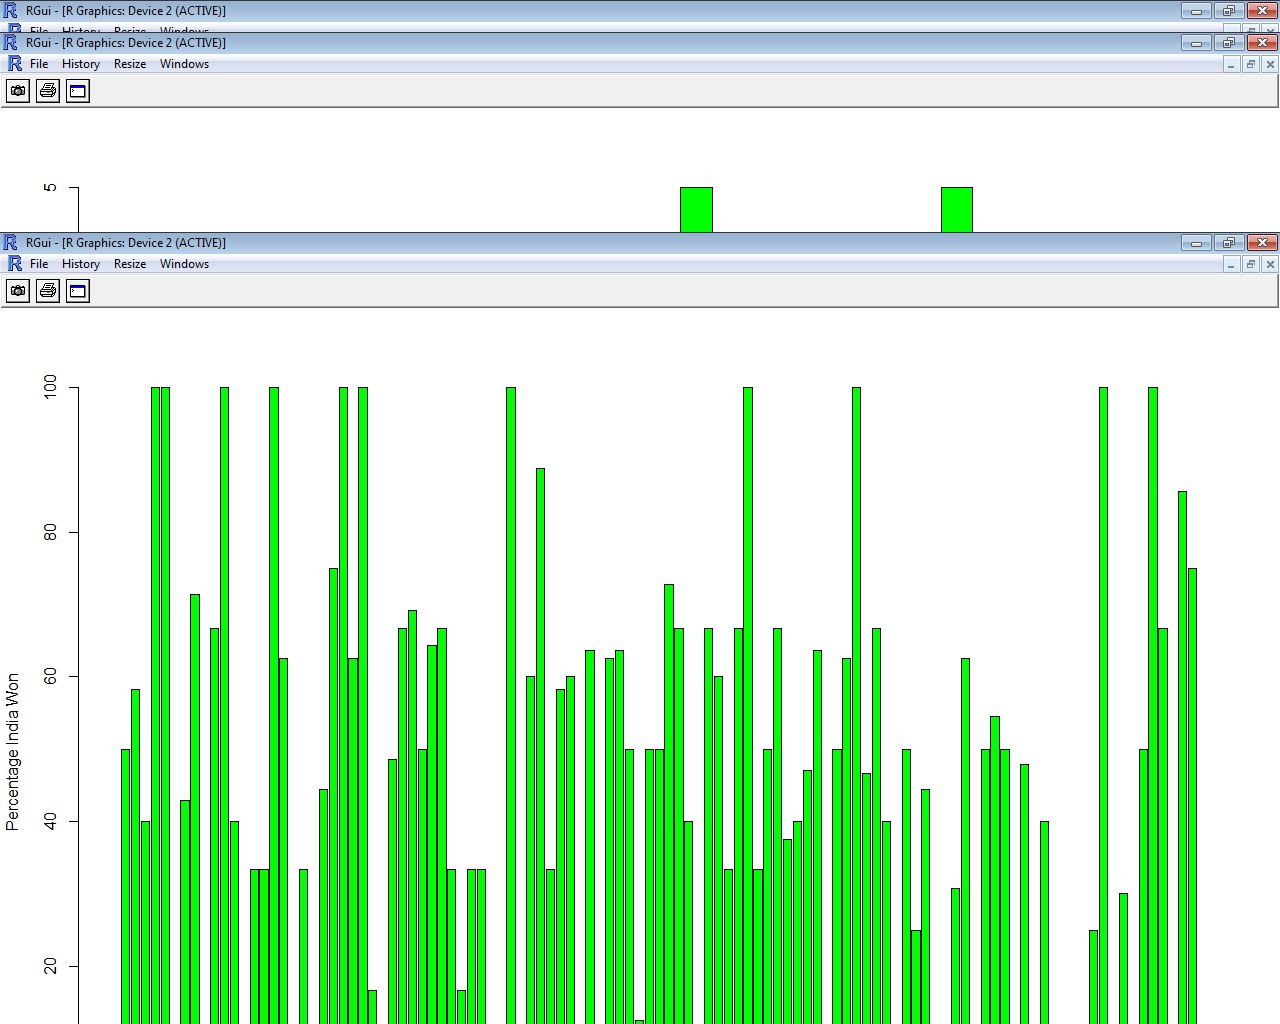 RGui - [R Graphics: Device 2 (ACTIVE)]
File History Resize Windows
RGui - [R Graphics: Device 2 (ACTIVE)]
File History Resize Windows
5
RGui - [R Graphics: Device 2 (ACTIVE)]
File History Resize Windows
100
80
60
40
20
Percentage India Won